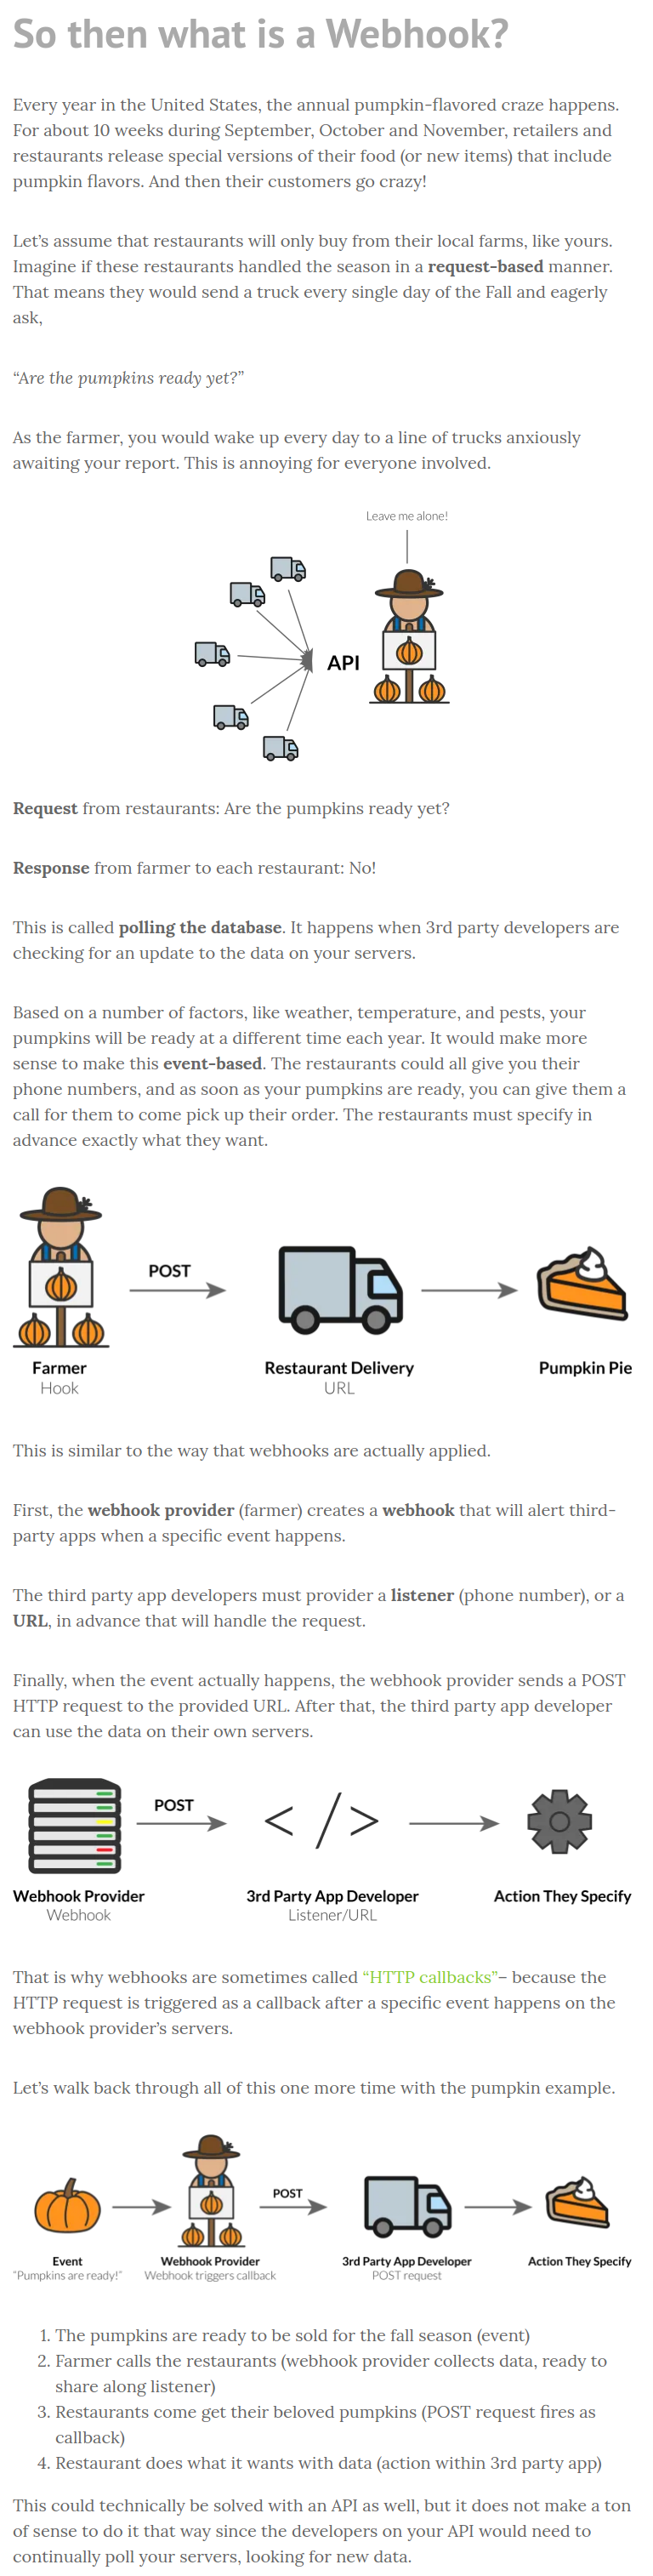 So then what is a Webhook?
Every year in the United States, the annual pumpkin-flavored craze happens.
For about 10 weeks during September, October and November, retailers and
restaurants release special versions of their food (or new items) that include
pumpkin flavors. And then their customers go crazy!
Let’s assume that restaurants will only buy from their local farms, like yours.
Imagine if these restaurants handled the season in a request-based manner.
That means they would send a truck every single day of the Fall and eagerly
ask,
“Are the pumpkins ready yet?”
As the farmer, you would wake up every day to a line of trucks anxiously
awaiting your report. This is annoying for everyone involved.
Leave me alone!
API
Request from restaurants: Are the pumpkins ready yet?
Response from farmer to each restaurant: No!
This is called polling the database. It happens when 3rd party developers are
checking for an update to the data on your servers.
Based on a number of factors, like weather, temperature, and pests, your
pumpkins will be ready at a different time each year. It would make more
sense to make this event-based. The restaurants could all give you their
phone numbers, and as soon as your pumpkins are ready, you can give them a
call for them to come pick up their order. The restaurants must specify in
advance exactly what they want.
POST
Farmer Restaurant Delivery Pumpkin Pie
Hook URL
This is similar to the way that webhooks are actually applied.
First, the webhook provider (farmer) creates a webhook that will alert third-
party apps when a specific event happens.
The third party app developers must provider a listener (phone number), or a
URL, in advance that will handle the request.
Finally, when the event actually happens, the webhook provider sends a POST
HTTP request to the provided URL. After that, the third party app developer
can use the data on their own servers.
POST
</>
Webhook Provider 3rd Party App Developer Action They Specify
Webhook Listener/URL
That is why webhooks are sometimes called “HTTP callbacks”– because the
HTTP request is triggered as a callback after a specific event happens on the
webhook provider’s servers.
Let’s walk back through all of this one more time with the pumpkin example.
POST
Event Webhook Provider 3rd Party App Developer Action They Specify
"Pumpkins are ready!" Webhook triggers callback POST request
1. The pumpkins are ready to be sold for the fall season (event)
2. Farmer calls the restaurants (webhook provider collects data, ready to
share along listener)
3. Restaurants come get their beloved pumpkins (POST request fires as
callback)
4. Restaurant does what it wants with data (action within 3rd party app)
This could technically be solved with an API as well, but it does not make a ton
of sense to do it that way since the developers on your API would need to
continually poll your servers, looking for new data.